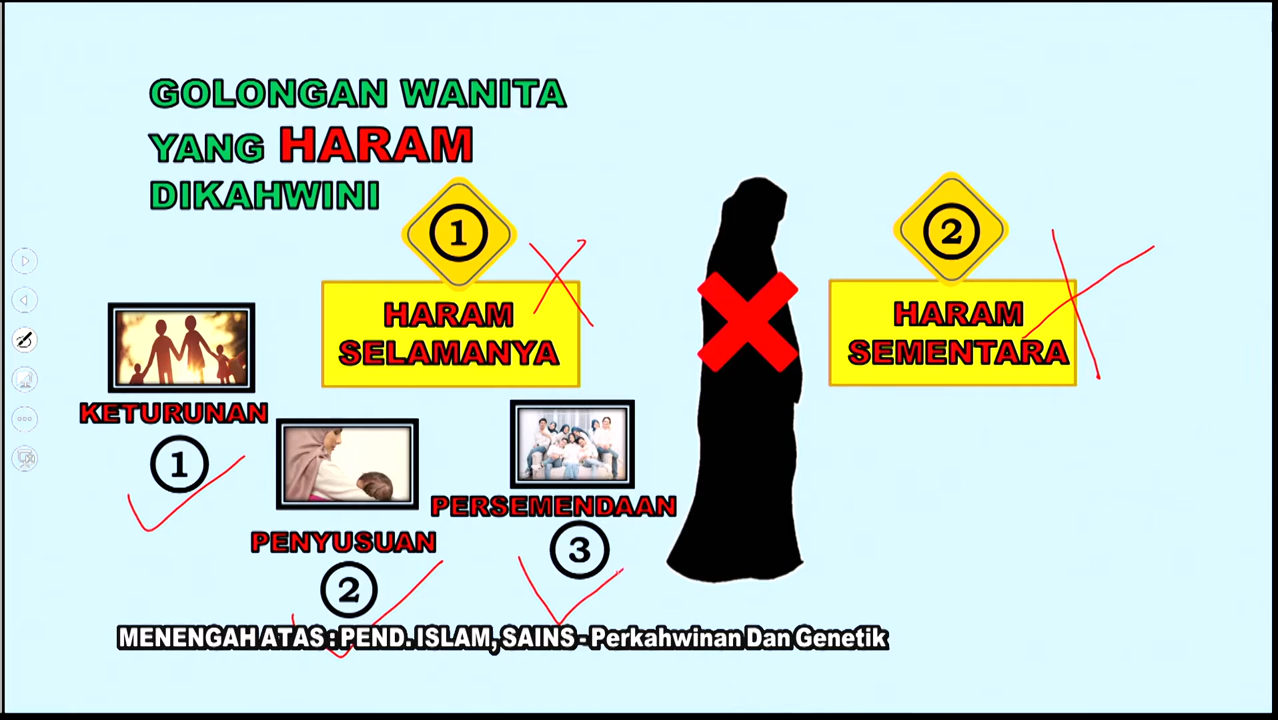 GOLONGAN WANITA
YANG HARAM
DIKAHWINI
1
HARAM
SELAMANYA
KETURUNAN
1
PENYUSUAN
2
PERSEMENDAAN
3
2
HARAM
SEMENTARA
MENENGAH ATAS : PEND. ISLAM, SAINS - Perkahwinan Dan Genetik